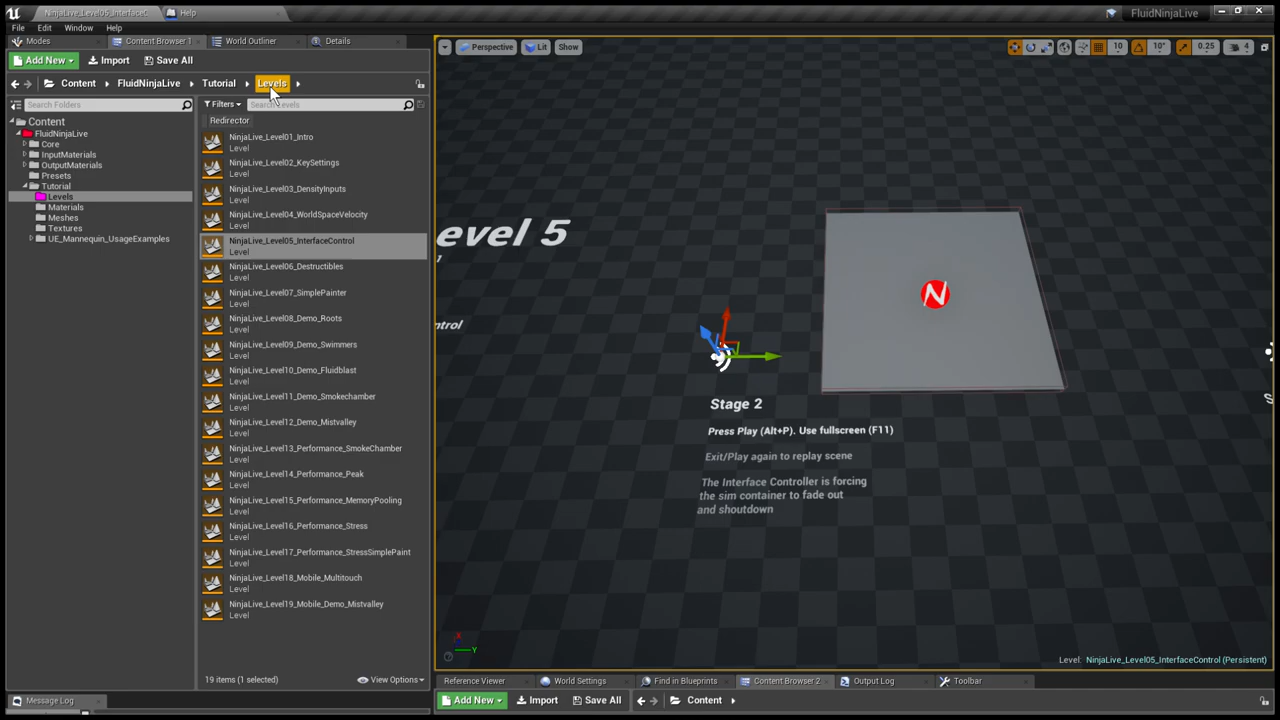 NinjaLive_Level05_InterfaceC
Help
FluidNinjaLive
File Edit Window Help
Modes
Content Browser 1
World Outliner
Details
Add New
Import
Save All
Content
FluidNinjaLive
Tutorial
Levels
Search Folders
Content
FluidNinjaLive
Core
InputMaterials
OutputMaterials
Presets
Tutorial
Levels
Materials
Meshes
Textures
UE_Mannequin_UsageExamples
Filters
Search Levels
Redirector
NinjaLive_Level01_Intro
Level
NinjaLive_Level02_KeySettings
Level
NinjaLive_Level03_DensityInputs
Level
NinjaLive_Level04_WorldSpaceVelocity
Level
NinjaLive_Level05_InterfaceControl
Level
NinjaLive_Level06_Destructibles
Level
NinjaLive_Level07_SimplePainter
Level
NinjaLive_Level08_Demo_Roots
Level
NinjaLive_Level09_Demo_Swimmers
Level
NinjaLive_Level10_Demo_Fluidblast
Level
NinjaLive_Level11_Demo_Smokechamber
Level
NinjaLive_Level12_Demo_Mistvalley
Level
NinjaLive_Level13_Performance_SmokeChamber
Level
NinjaLive_Level14_Performance_Peak
Level
NinjaLive_Level15_Performance_MemoryPooling
Level
NinjaLive_Level16_Performance_Stress
Level
NinjaLive_Level17_Performance_StressSimplePaint
Level
NinjaLive_Level18_Mobile_Multitouch
Level
NinjaLive_Level19_Mobile_Demo_Mistvalley
Level
19 items (1 selected)
View Options
Message Log
Perspective
Lit
Show
10
10°
0.25
4
evel 5
1
ntrol
N
Stage 2
Press Play (Alt+P). Use fullscreen (F11)
Exit/Play again to replay scene
The Interface Controller is forcing
the sim container to fade out
and shoutdown
X
Y
Level: NinjaLive_Level05_InterfaceControl (Persistent)
Reference Viewer
World Settings
Find in Blueprints
Content Browser 2
Output Log
Toolbar
Add New
Import
Save All
Content